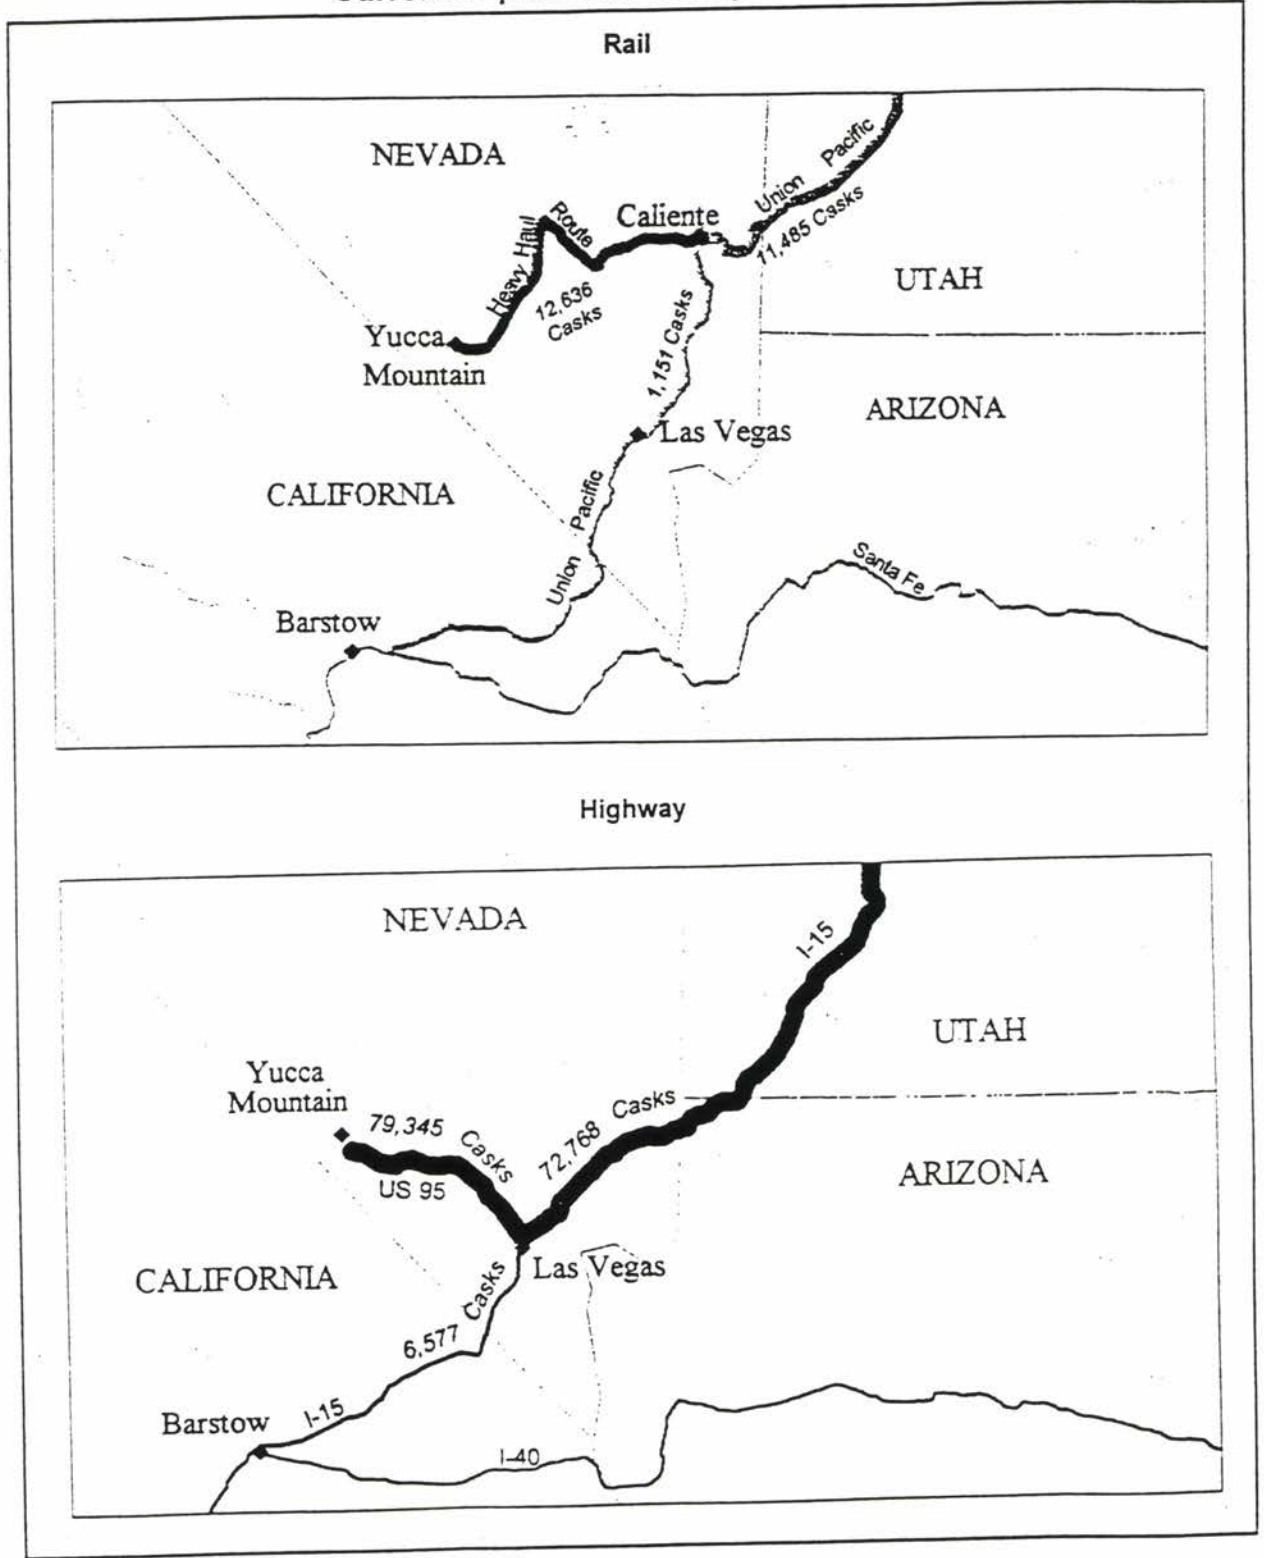 Rail
NEVADA
Union Pacific
11,485 Casks
Caliente
Route
Heavy Haul
12,636
Casks
UTAH
Yucca
Mountain
1,151 Casks
ARIZONA
Las Vegas
CALIFORNIA
Union Pacific
Santa Fe
Barstow
Highway
NEVADA
I-15
UTAH
Yucca
Mountain
79,345 Casks
72,768 Casks
US 95
ARIZONA
Las Vegas
CALIFORNIA
6,577 Casks
I-15
Barstow
I-40